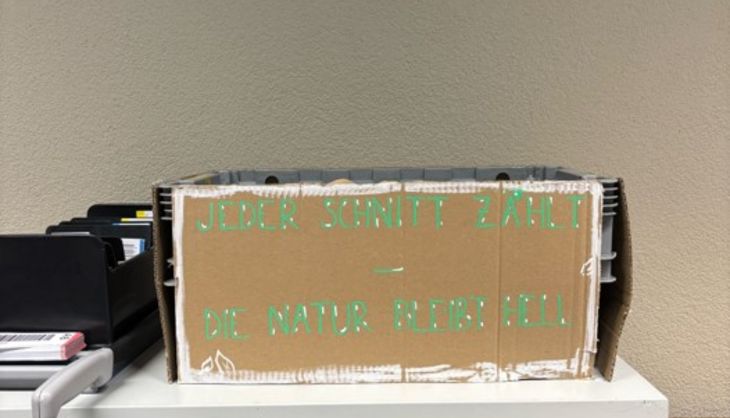 JEDER SCHNITT ZÄHLT
–
DIE NATUR BLEIBT HELL